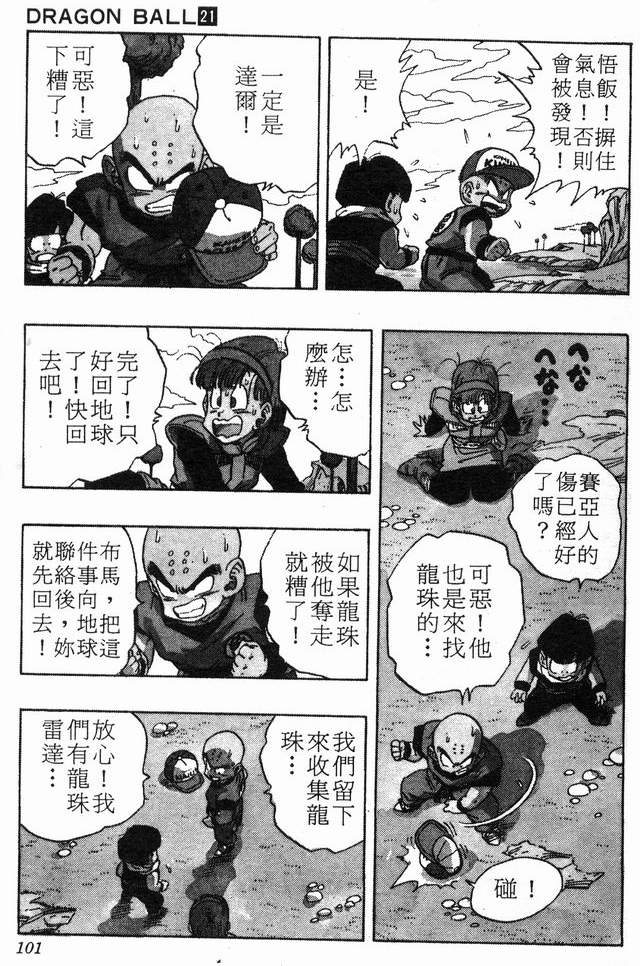 DRAGON BALL 21
悟飯！摒住
氣息！否則
會被發現！
是！
一定是
達爾！
可惡！這
下糟了！
へな
へな…
賽亞人的
傷已經好
了嗎？
可惡！他
也是來找
龍珠的…
碰！
怎…怎
麼辦…
完了！只
好回地球
了！快回
去吧！
如果龍珠
被他奪走
就糟了！
布馬，把這
件事向地球
聯絡後，妳
就先回去！
我們留下
來收集龍
珠…
放心！我
們有龍珠
雷達…
101